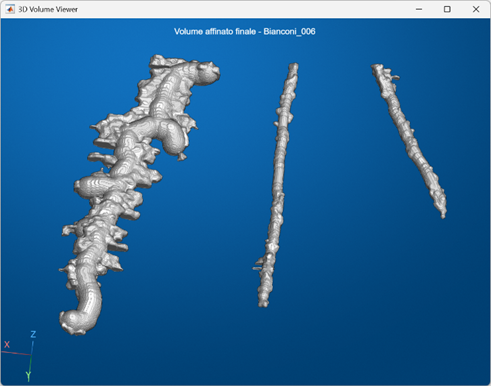 3D Volume Viewer
Volume affinato finale - Bianconi_006
Z
X
Y